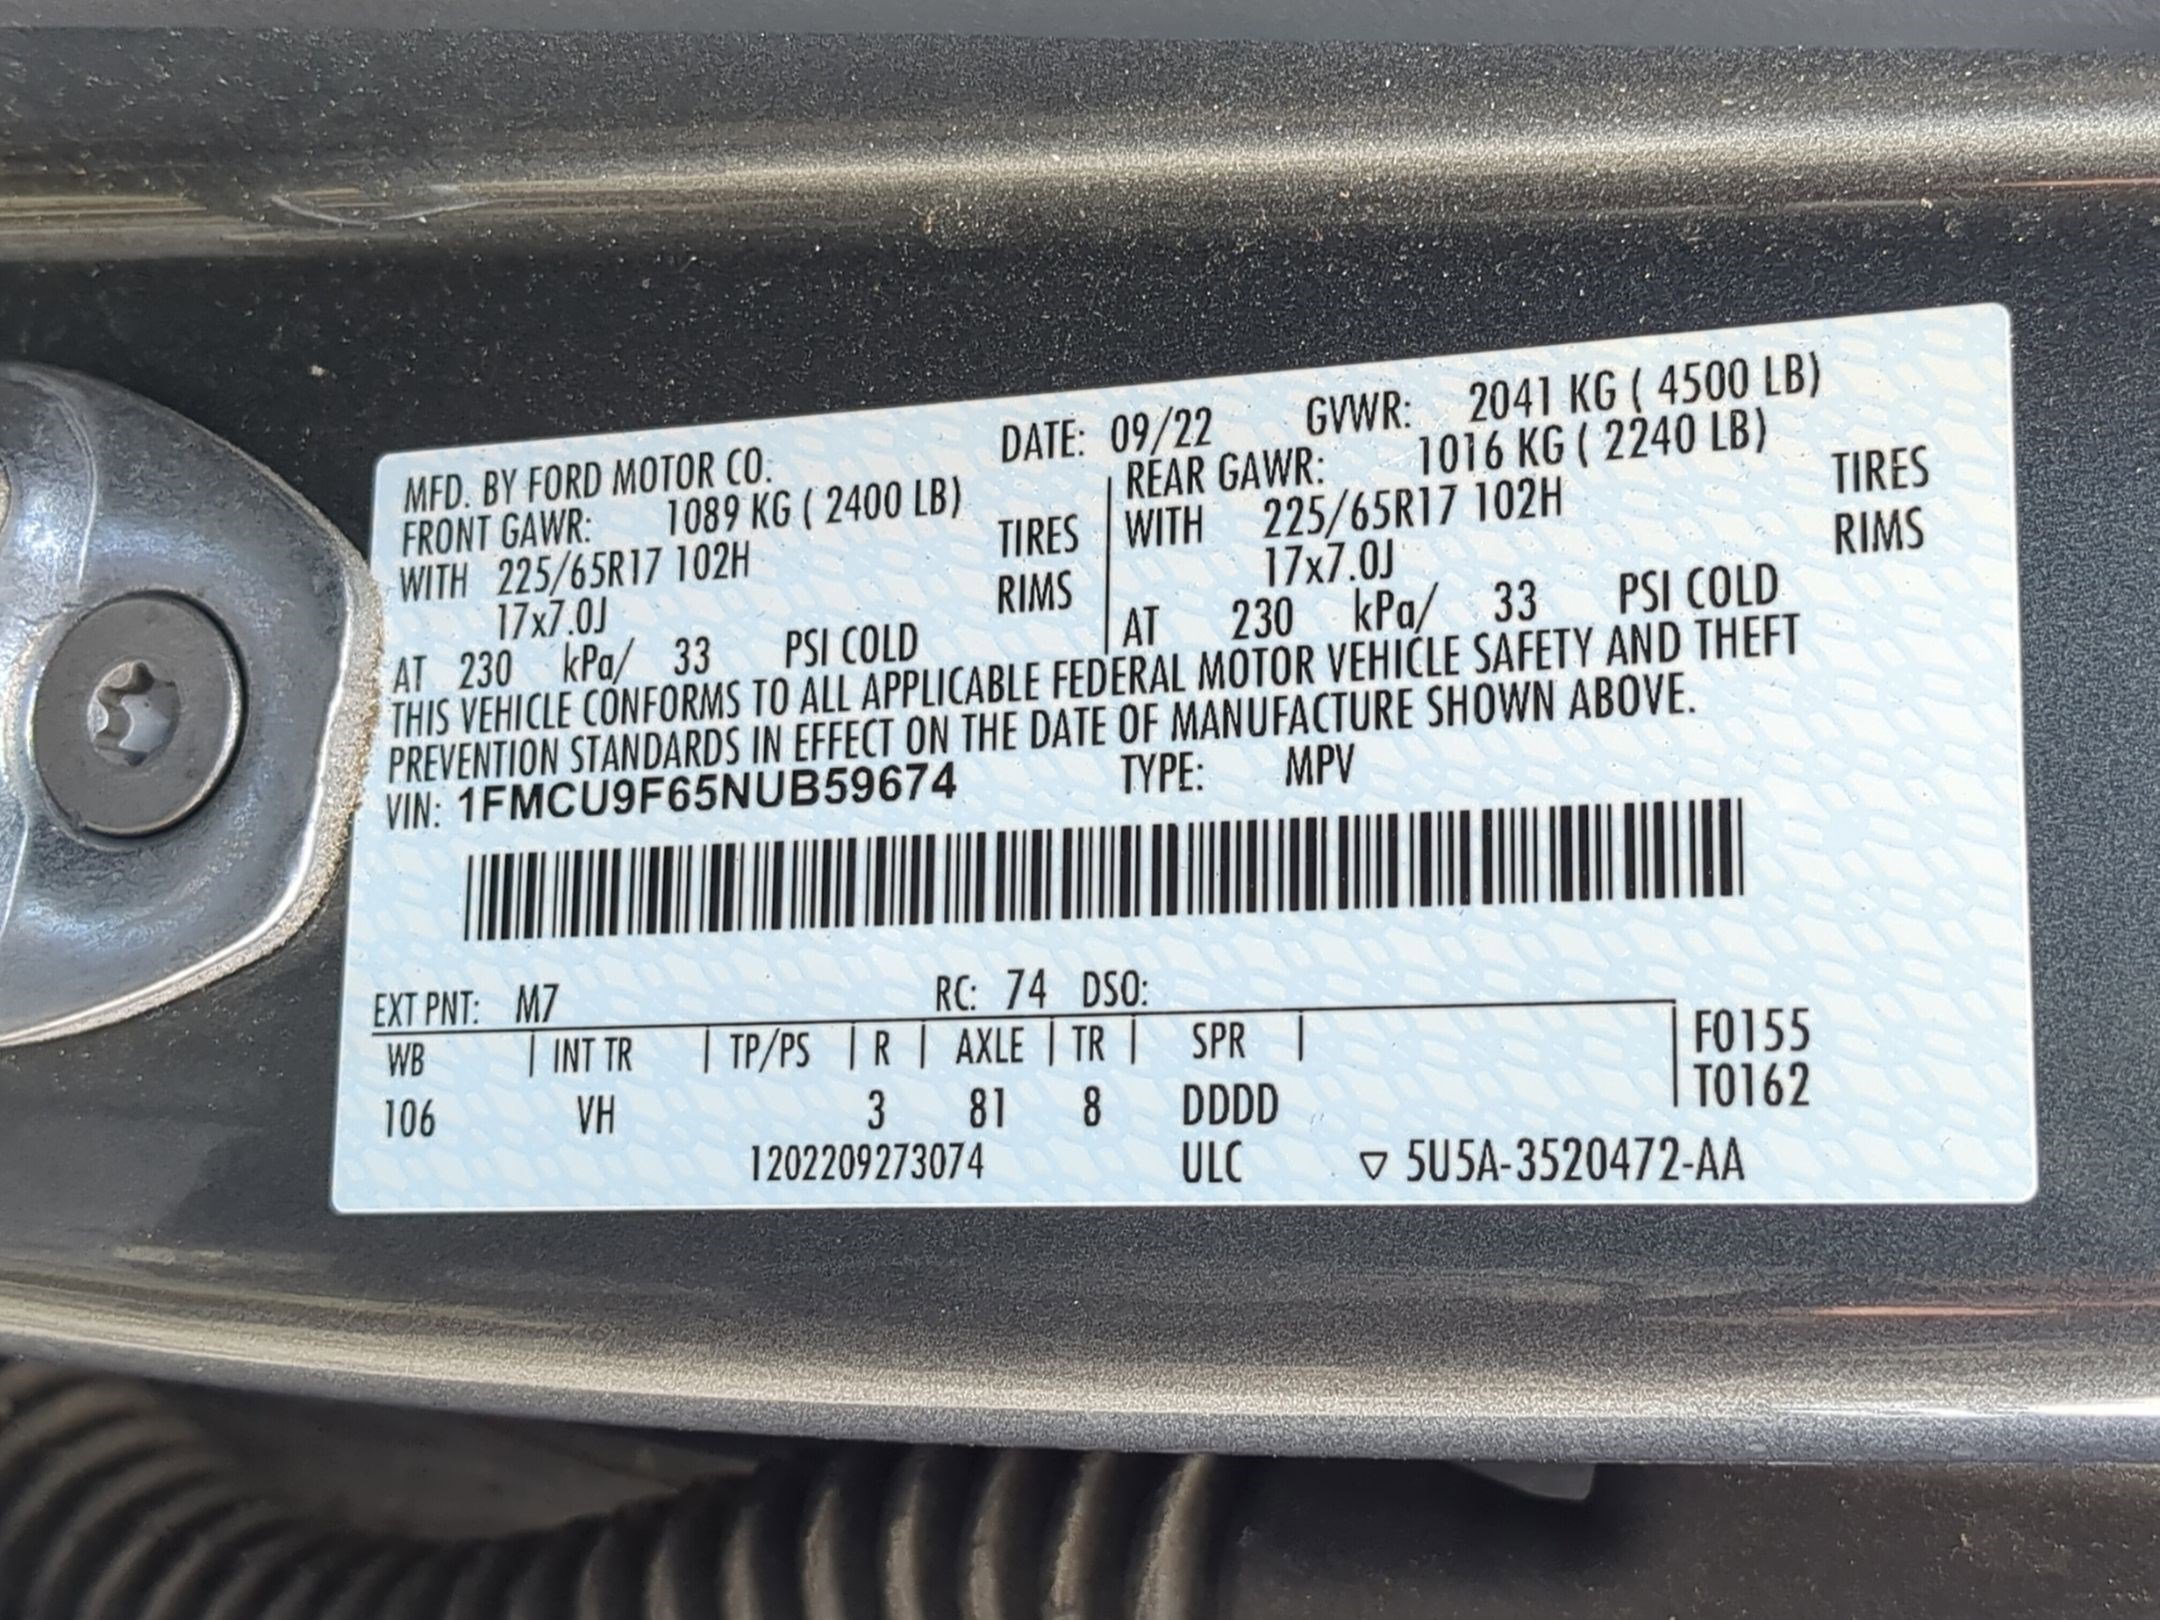 MFD. BY FORD MOTOR CO. DATE: 09/22 GVWR: 2041 KG ( 4500 LB)
FRONT GAWR: 1089 KG ( 2400 LB) REAR GAWR: 1016 KG ( 2240 LB)
WITH 225/65R17 102H TIRES WITH 225/65R17 102H TIRES
17x7.0J RIMS 17x7.0J RIMS
AT 230 kPa/ 33 PSI COLD AT 230 kPa/ 33 PSI COLD
THIS VEHICLE CONFORMS TO ALL APPLICABLE FEDERAL MOTOR VEHICLE SAFETY AND THEFT
PREVENTION STANDARDS IN EFFECT ON THE DATE OF MANUFACTURE SHOWN ABOVE.
VIN: 1FMCU9F65NUB59674 TYPE: MPV
EXT PNT: M7 RC: 74 DSO:
WB | INT TR | TP/PS | R | AXLE | TR | SPR | F0155
106 VH 3 81 8 DDDD T0162
1202209273074 ULC ▽ 5U5A-3520472-AA